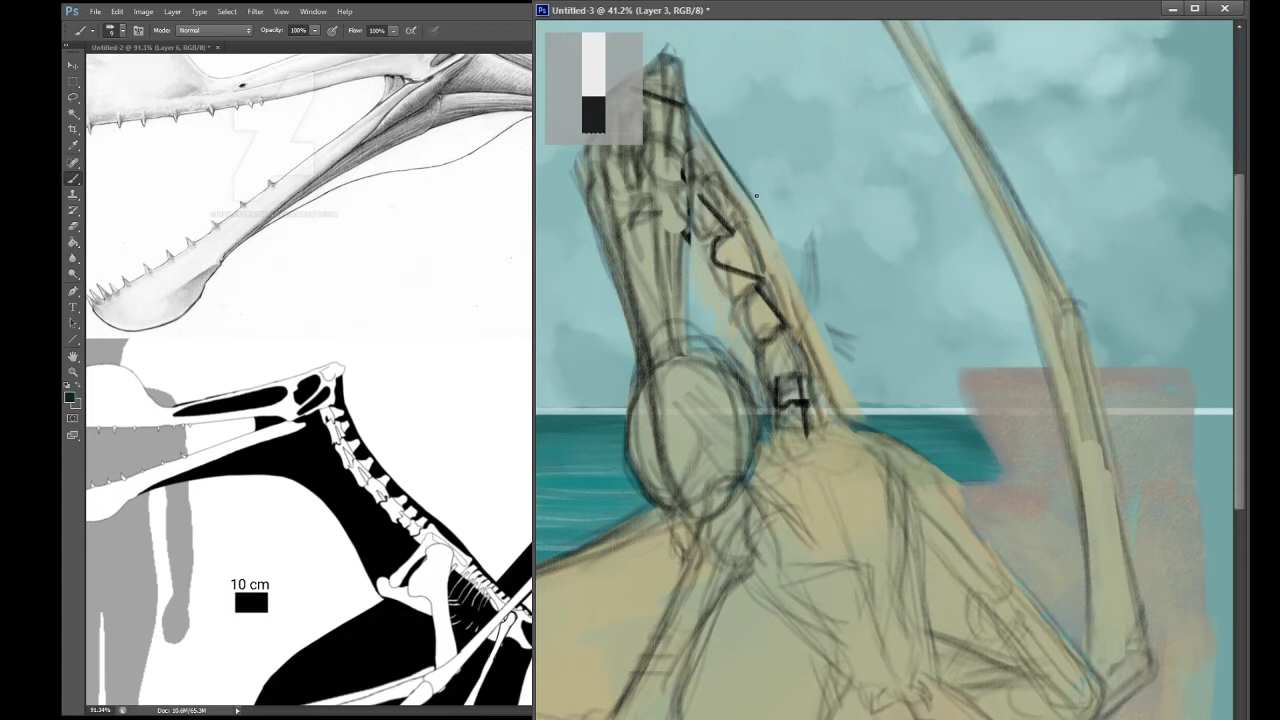 Ps File Edit Image Layer Type Select Filter View Window Help
9 Mode: Normal Opacity: 100% Flow: 100%
Untitled-2 @ 91.3% (Layer 6, RGB/8) * ×
10 cm
91.34% Doc: 10.6M/65.3M
Ps Untitled-3 @ 41.2% (Layer 3, RGB/8) *